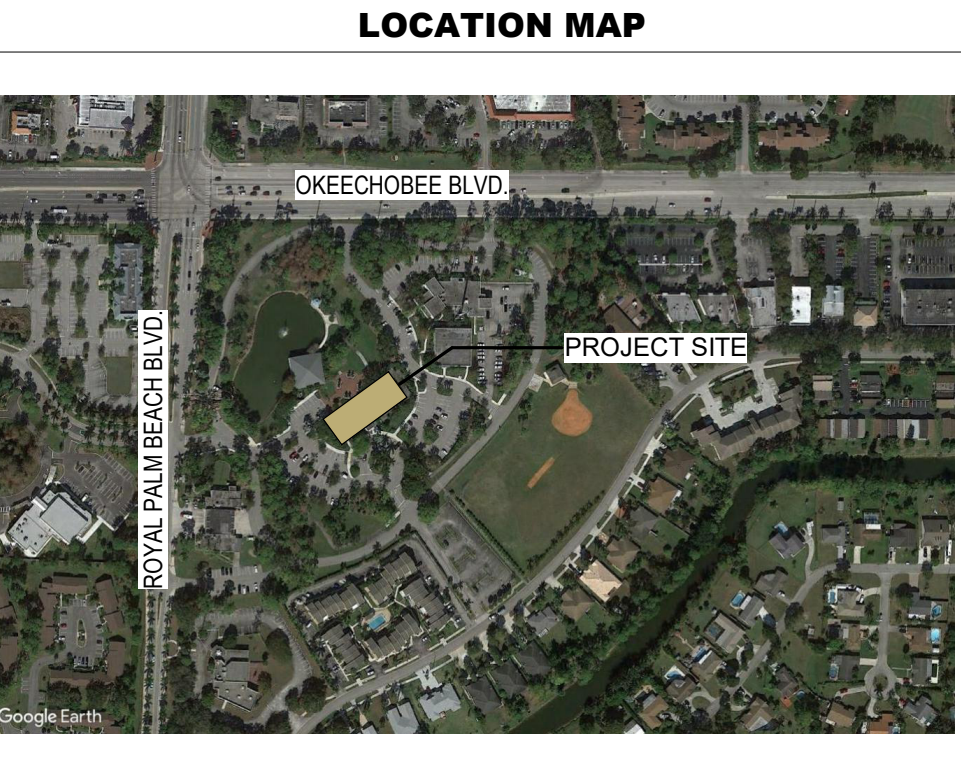 LOCATION MAP
OKEECHOBEE BLVD.
PROJECT SITE
ROYAL PALM BEACH BLVD.
Google Earth